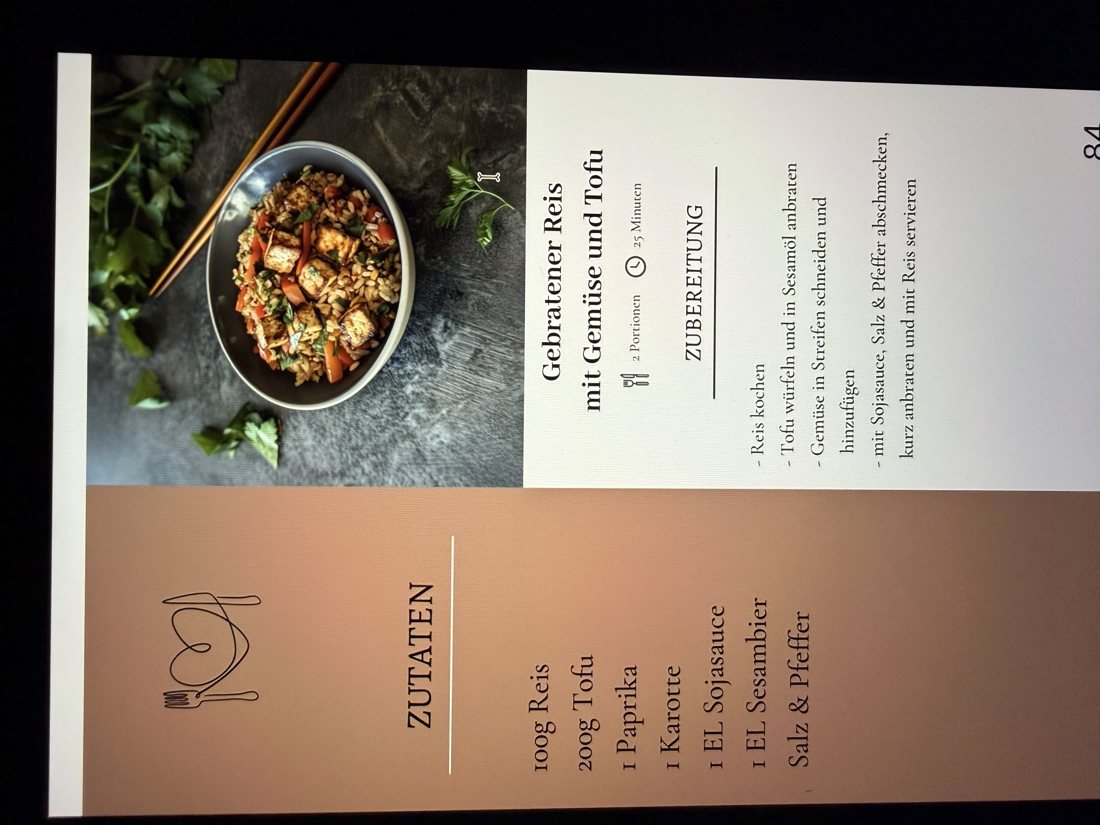 ZUTATEN
100g Reis
200g Tofu
1 Paprika
1 Karotte
1 EL Sojasauce
1 EL Sesambier
Salz & Pfeffer
Gebratener Reis
mit Gemüse und Tofu
2 Portionen 25 Minuten
ZUBEREITUNG
- Reis kochen
- Tofu würfeln und in Sesamöl anbraten
- Gemüse in Streifen schneiden und
hinzufügen
- mit Sojasauce, Salz & Pfeffer abschmecken,
kurz anbraten und mit Reis servieren
84